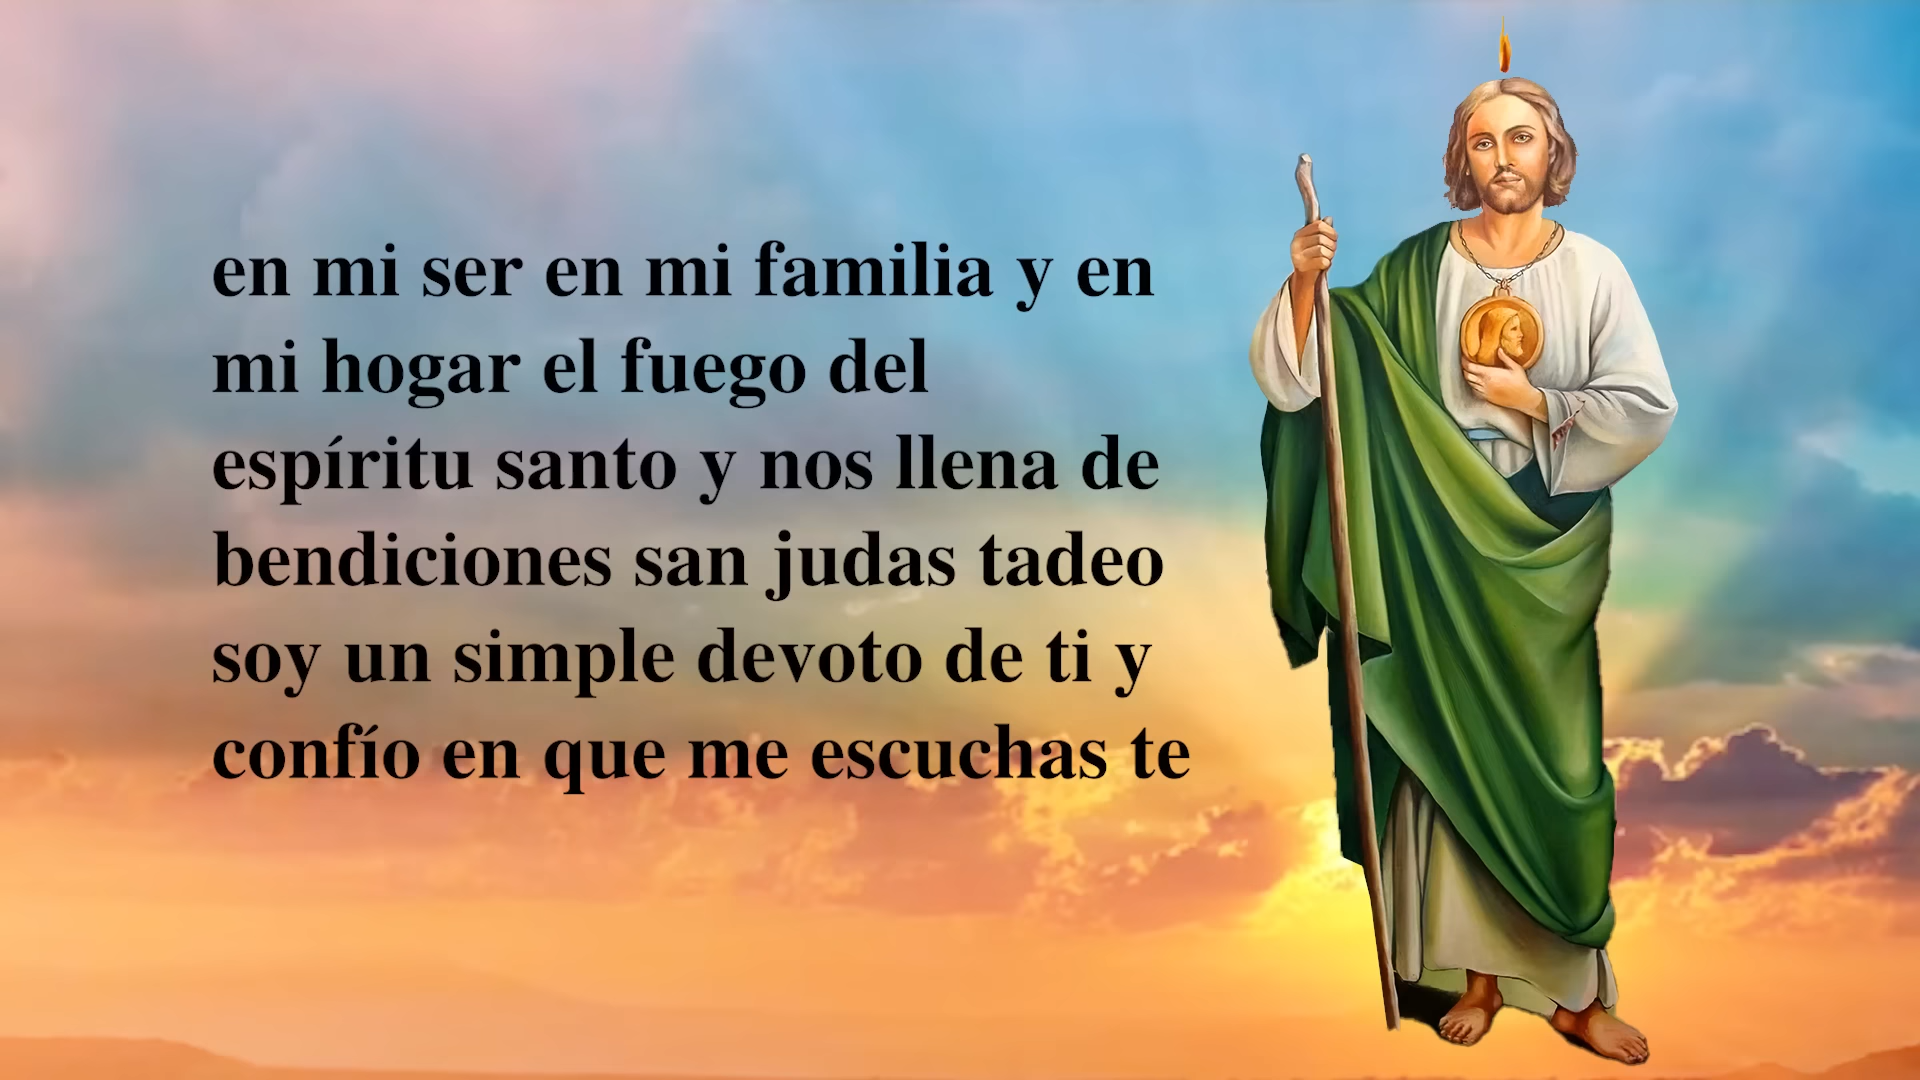 en mi ser en mi familia y en
mi hogar el fuego del
espíritu santo y nos llena de
bendiciones san judas tadeo
soy un simple devoto de ti y
confío en que me escuchas te